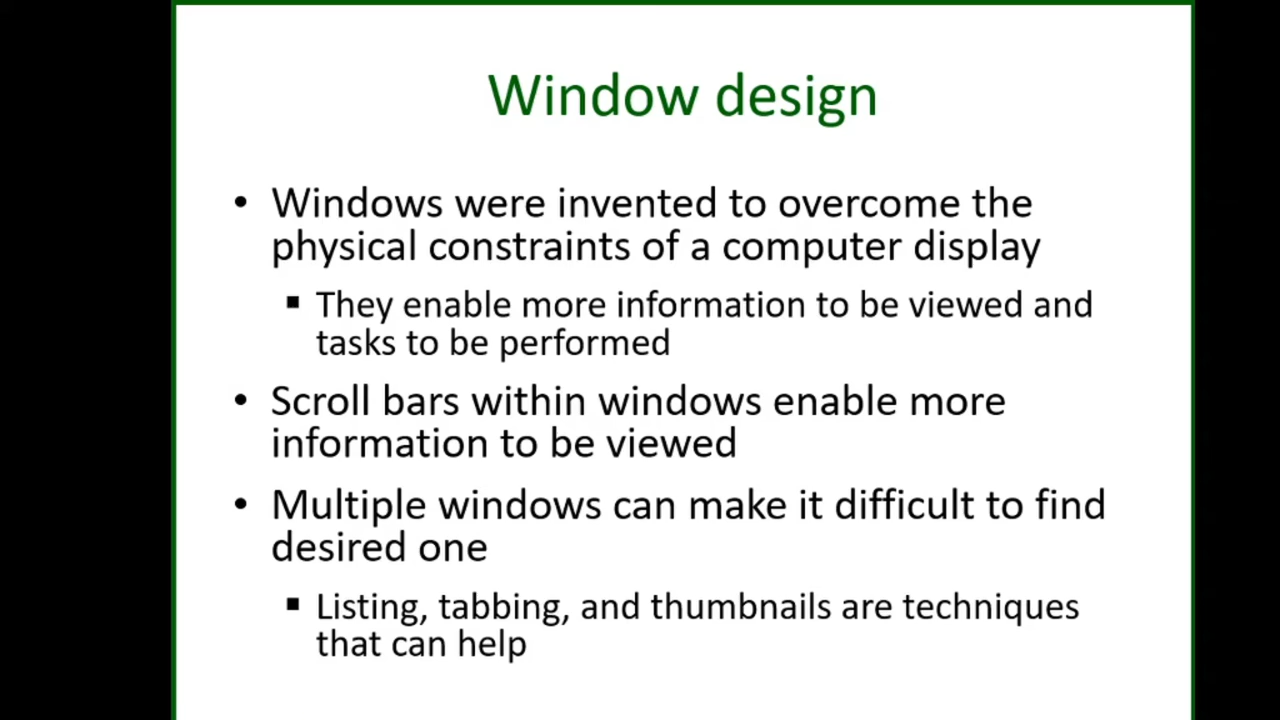 Window design
• Windows were invented to overcome the
physical constraints of a computer display
▪ They enable more information to be viewed and
tasks to be performed
• Scroll bars within windows enable more
information to be viewed
• Multiple windows can make it difficult to find
desired one
▪ Listing, tabbing, and thumbnails are techniques
that can help